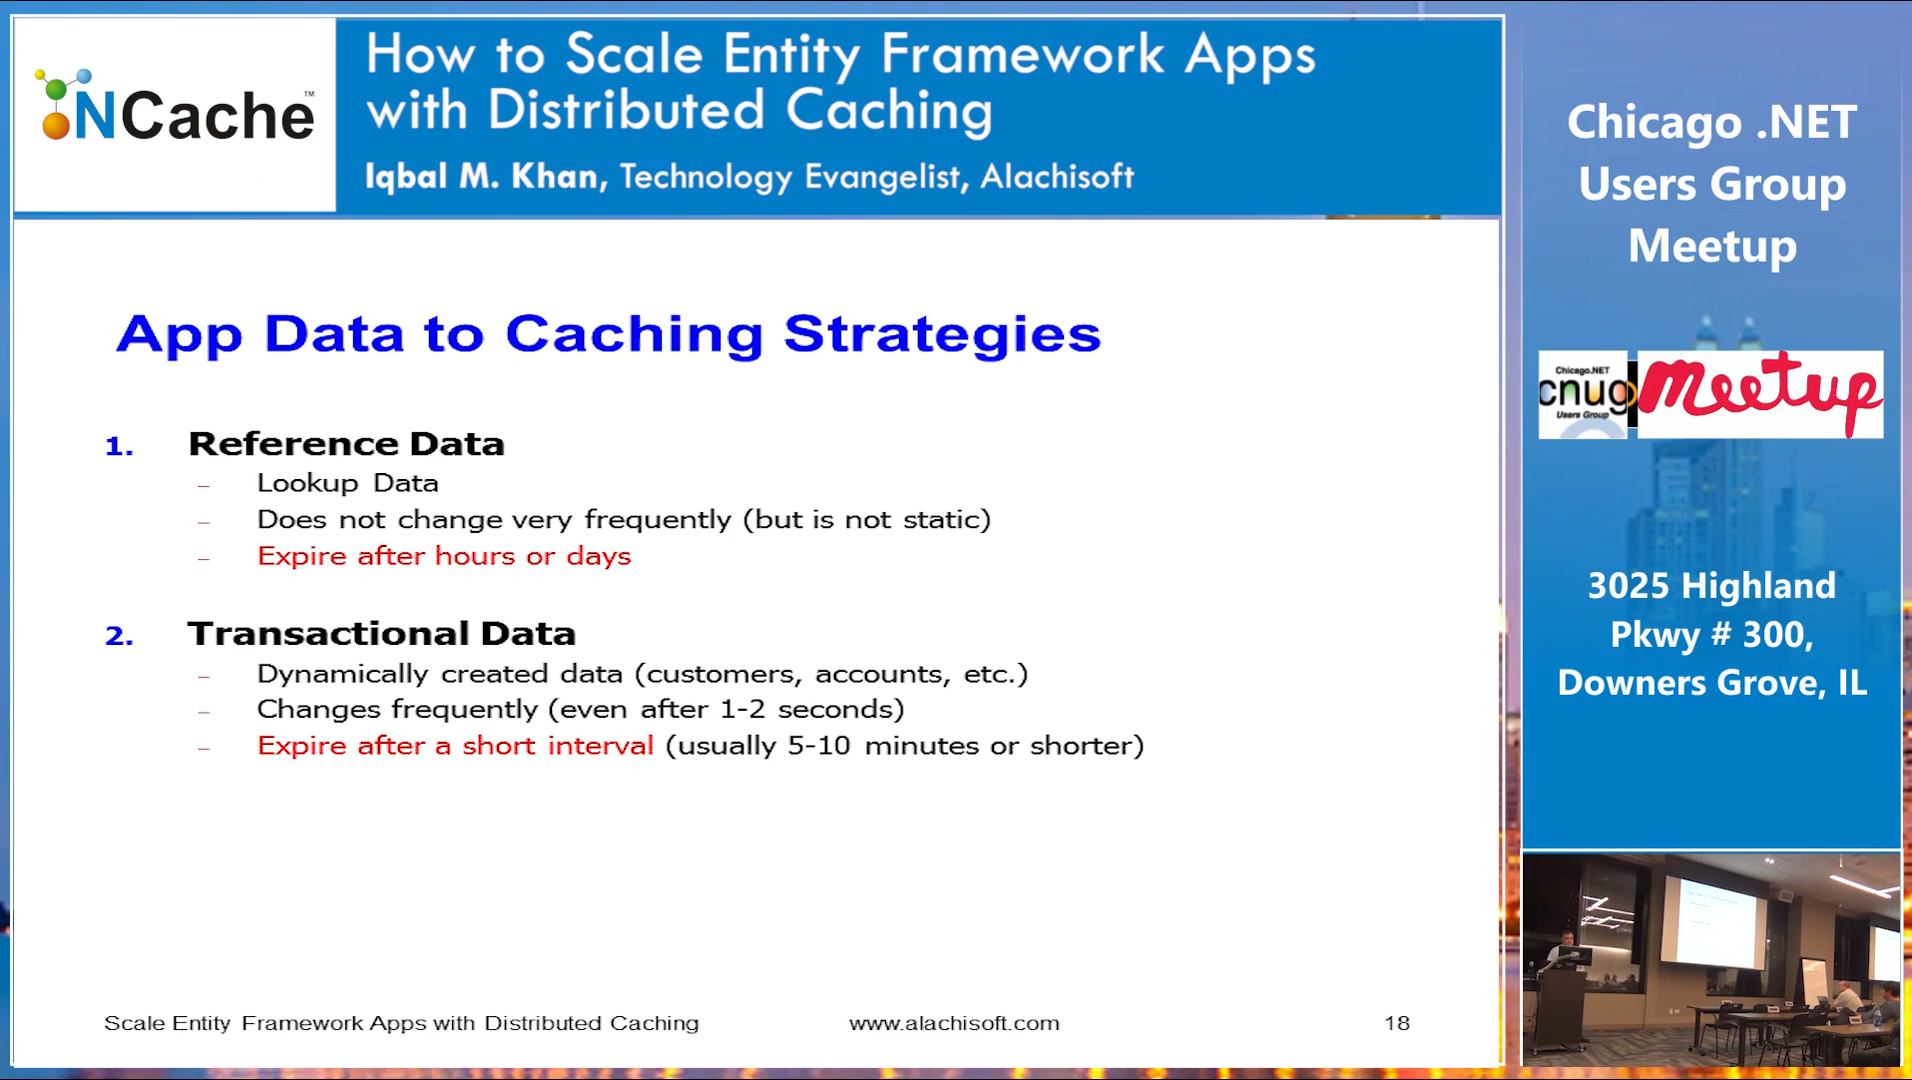 NCache™
How to Scale Entity Framework Apps
with Distributed Caching
Iqbal M. Khan, Technology Evangelist, Alachisoft
App Data to Caching Strategies
1. Reference Data
– Lookup Data
– Does not change very frequently (but is not static)
– Expire after hours or days
2. Transactional Data
– Dynamically created data (customers, accounts, etc.)
– Changes frequently (even after 1-2 seconds)
– Expire after a short interval (usually 5-10 minutes or shorter)
Scale Entity Framework Apps with Distributed Caching
www.alachisoft.com
18
Chicago .NET
Users Group
Meetup
Chicago.NET
cnug
Users Group
meetup
3025 Highland
Pkwy # 300,
Downers Grove, IL